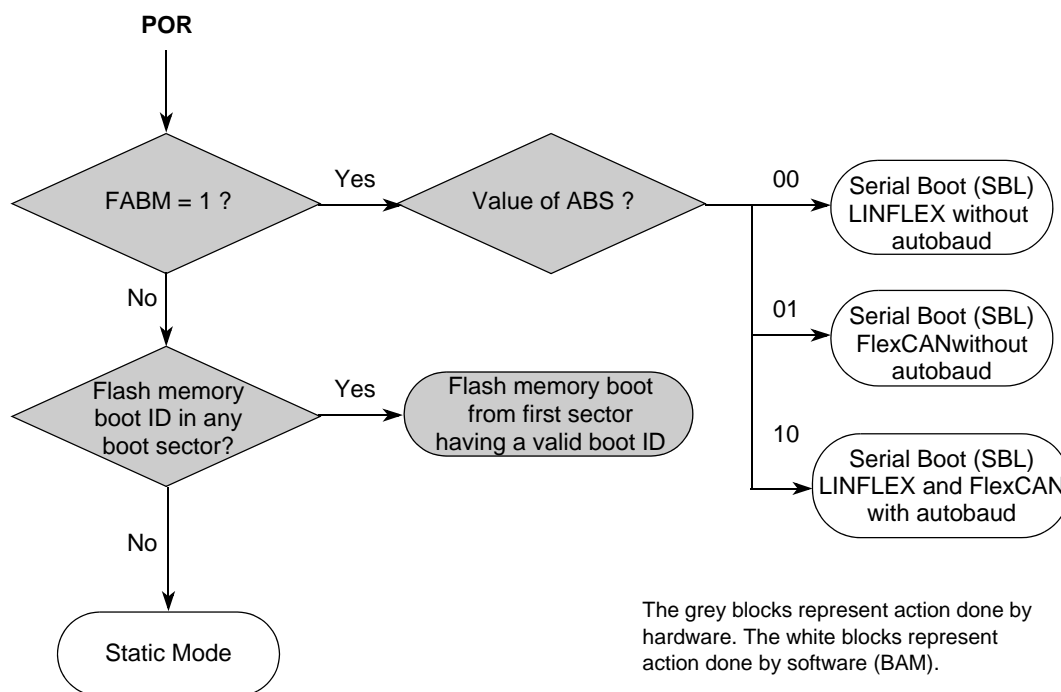 POR
FABM = 1 ?
Yes
Value of ABS ?
00
Serial Boot (SBL)
LINFLEX without
autobaud
No
01
Serial Boot (SBL)
FlexCANwithout
autobaud
Flash memory
boot ID in any
boot sector?
Yes
Flash memory boot
from first sector
having a valid boot ID
10
Serial Boot (SBL)
LINFLEX and FlexCAN
with autobaud
No
Static Mode
The grey blocks represent action done by
hardware. The white blocks represent
action done by software (BAM).